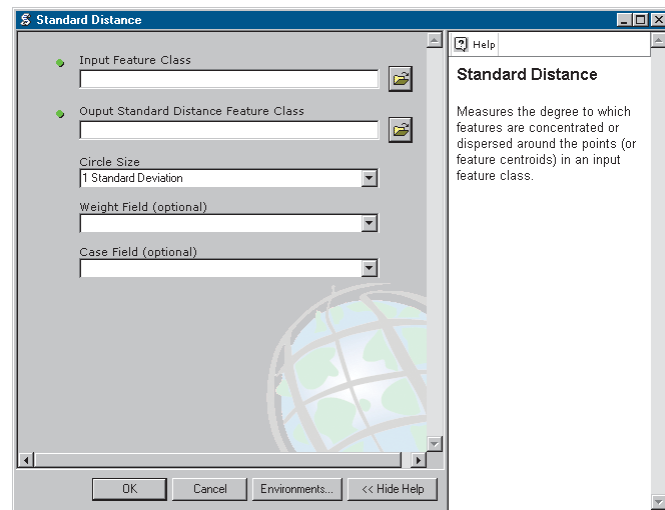 Standard Distance
Input Feature Class
Ouput Standard Distance Feature Class
Circle Size
1 Standard Deviation
Weight Field (optional)
Case Field (optional)
OK
Cancel
Environments...
<< Hide Help
Help
Standard Distance
Measures the degree to which
features are concentrated or
dispersed around the points (or
feature centroids) in an input
feature class.